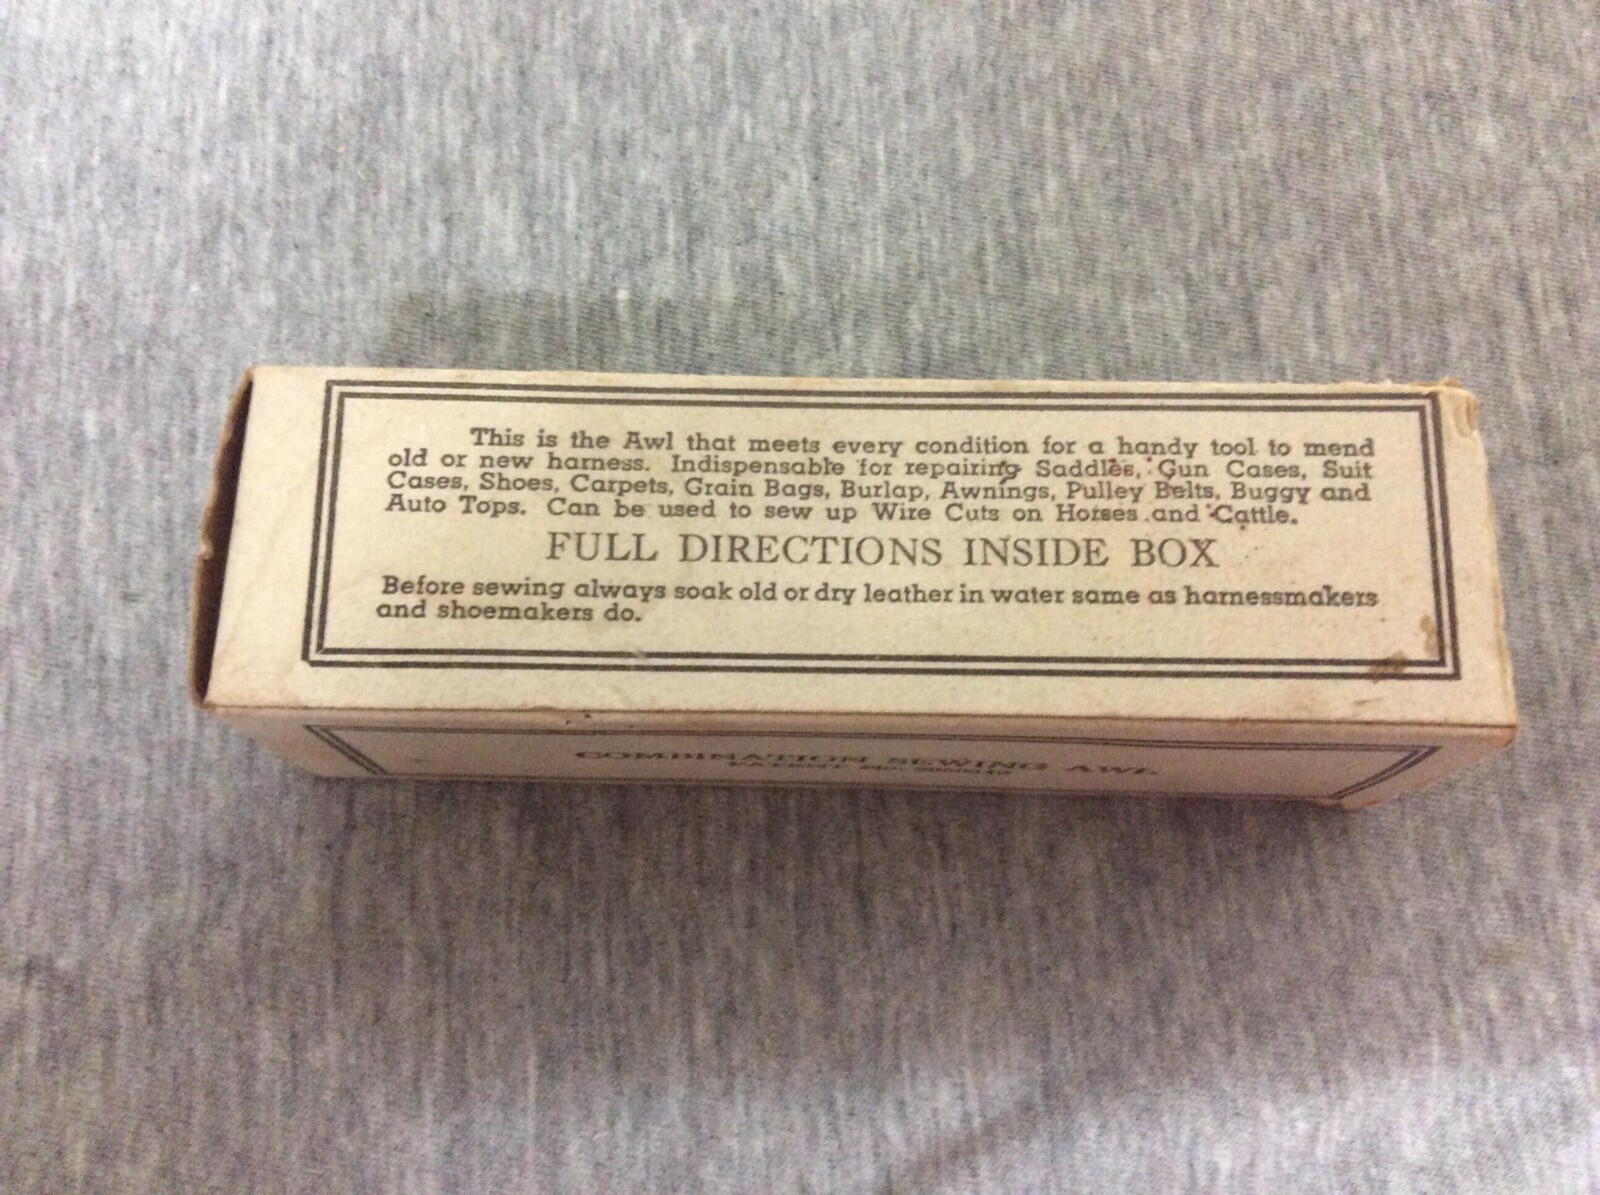 This is the Awl that meets every condition for a handy tool to mend
old or new harness. Indispensable for repairing Saddles, Gun Cases, Suit
Cases, Shoes, Carpets, Grain Bags, Burlap, Awnings, Pulley Belts, Buggy and
Auto Tops. Can be used to sew up Wire Cuts on Horses and Cattle.
FULL DIRECTIONS INSIDE BOX
Before sewing always soak old or dry leather in water same as harnessmakers
and shoemakers do.
COMBINATION SEWING AWL
PATENT No.